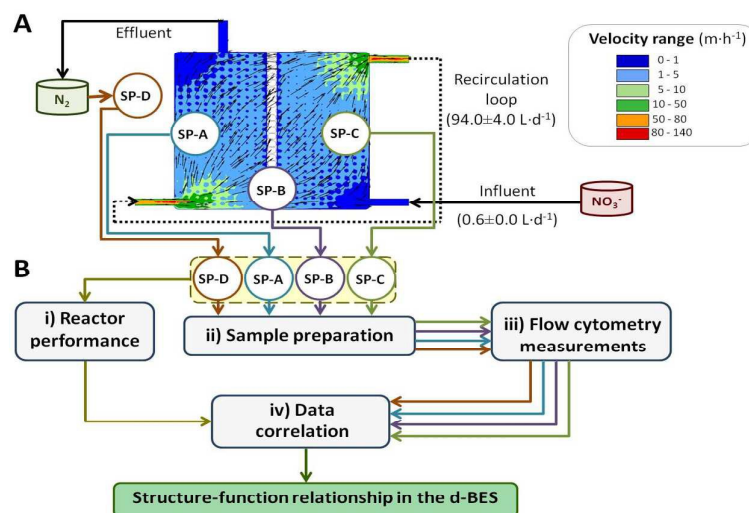 A
Effluent
N₂
SP-D
SP-A
SP-C
SP-B
Recirculation
loop
(94.0±4.0 L·d⁻¹)
Influent
(0.6±0.0 L·d⁻¹)
NO₃⁻
Velocity range (m·h⁻¹)
0 - 1
1 - 5
5 - 10
10 - 50
50 - 80
80 - 140
B
SP-D
SP-A
SP-B
SP-C
i) Reactor
performance
ii) Sample preparation
iii) Flow cytometry
measurements
iv) Data
correlation
Structure-function relationship in the d-BES